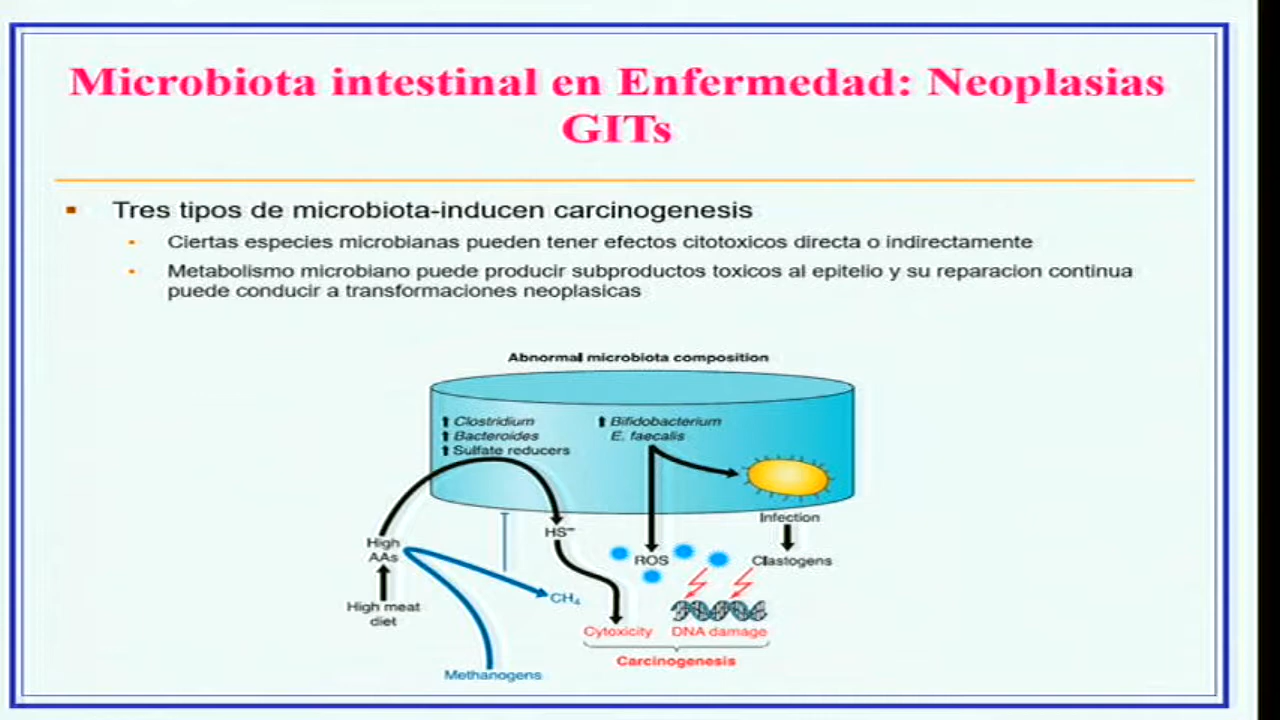 Microbiota intestinal en Enfermedad: Neoplasias
GITs
Tres tipos de microbiota-inducen carcinogenesis
Ciertas especies microbianas pueden tener efectos citotoxicos directa o indirectamente
Metabolismo microbiano puede producir subproductos toxicos al epitelio y su reparacion continua
puede conducir a transformaciones neoplasicas
Abnormal microbiota composition
⬆ Clostridium
⬆ Bacteroides
⬆ Sulfate reducers
⬆ Bifidobacterium
E. faecalis
Infection
Clastogens
HS⁻
ROS
High
AAs
High meat
diet
CH₄
Methanogens
Cytoxicity
DNA damage
Carcinogenesis